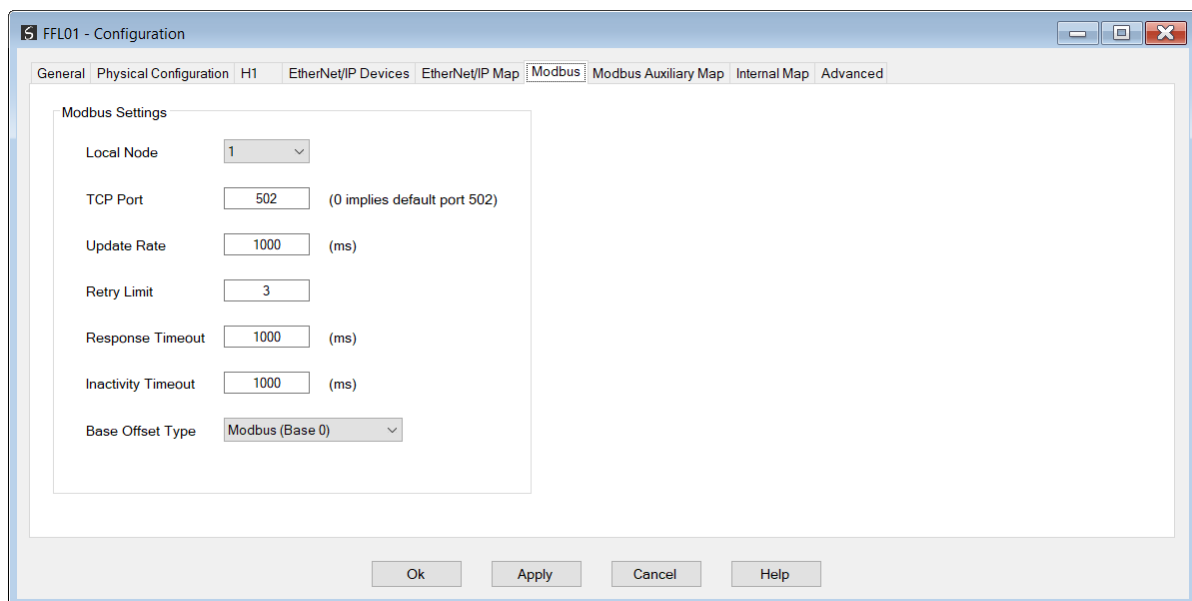 FFL01 - Configuration
General Physical Configuration H1 EtherNet/IP Devices EtherNet/IP Map Modbus Modbus Auxiliary Map Internal Map Advanced
Modbus Settings
Local Node 1
TCP Port 502 (0 implies default port 502)
Update Rate 1000 (ms)
Retry Limit 3
Response Timeout 1000 (ms)
Inactivity Timeout 1000 (ms)
Base Offset Type Modbus (Base 0)
Ok Apply Cancel Help